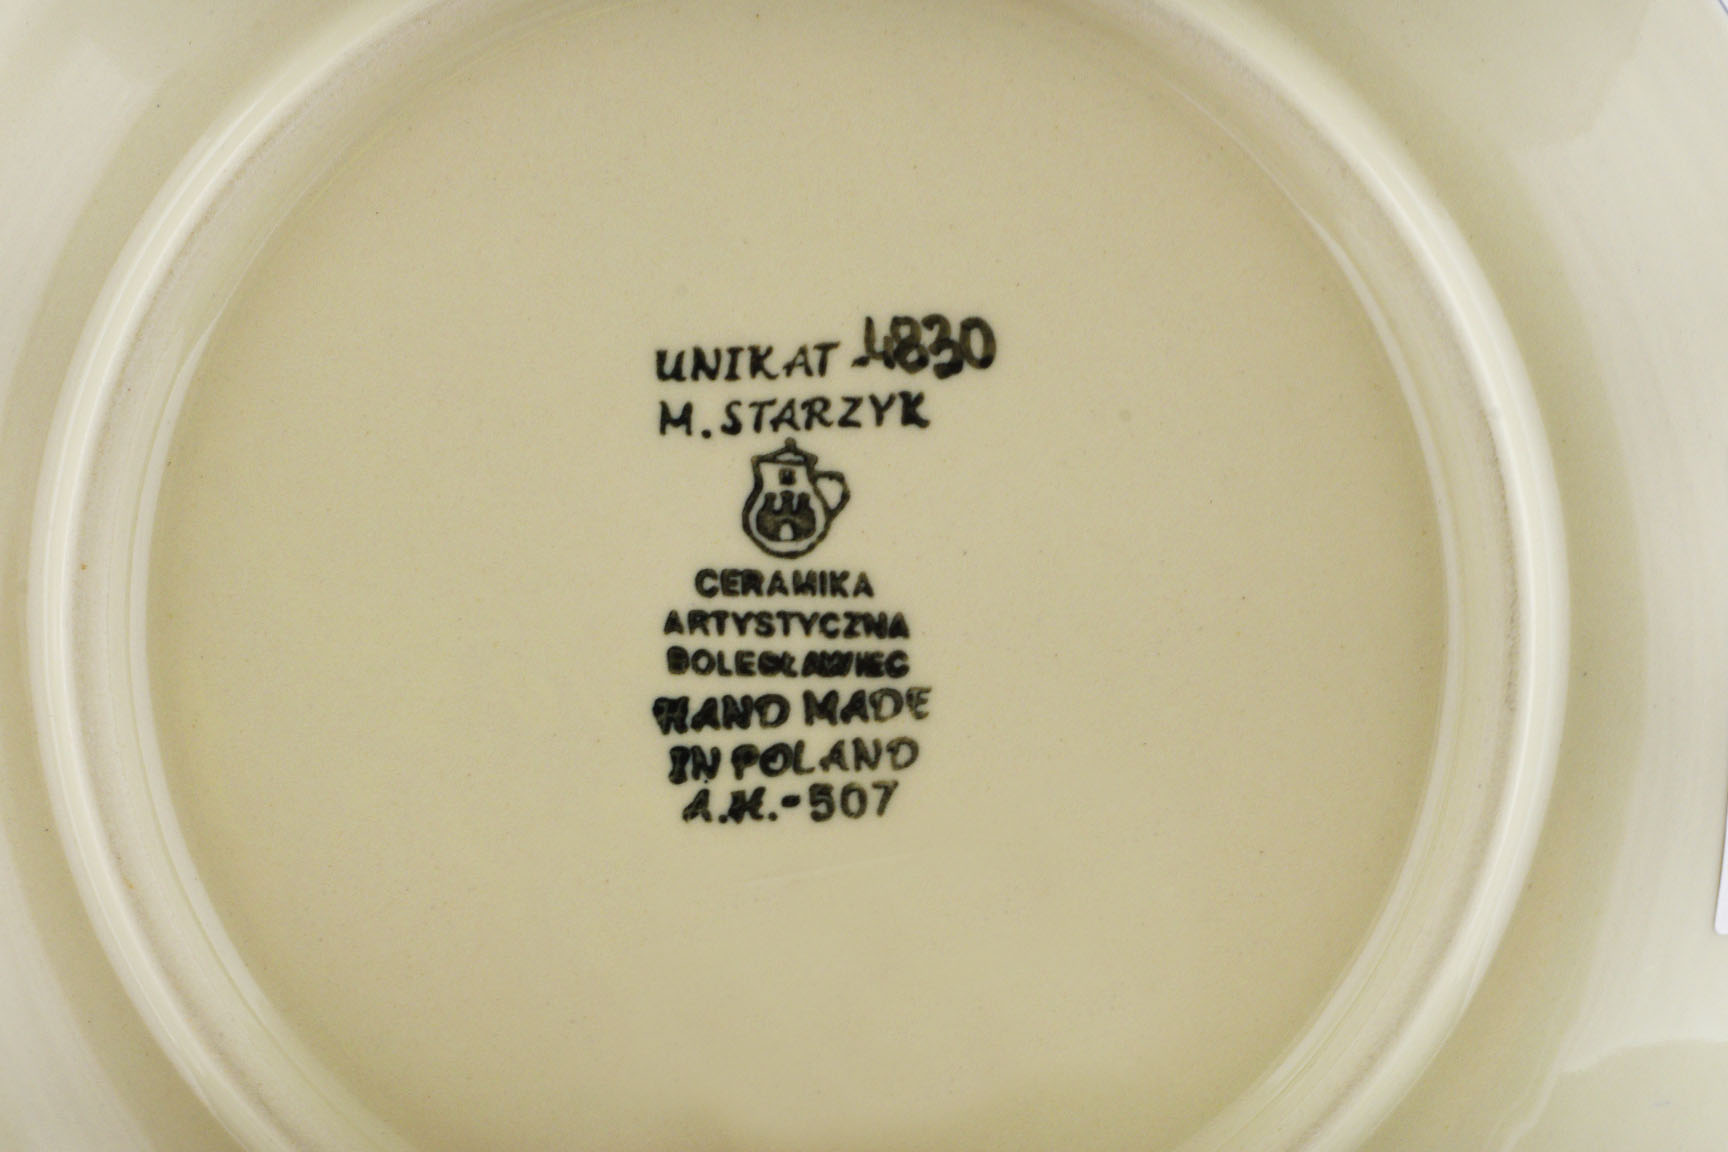 UNIKAT-4830
M.STARZYK
CERAMIKA
ARTYSTYCZNA
BOLESŁAWIEC
HAND MADE
IN POLAND
A.H.-507